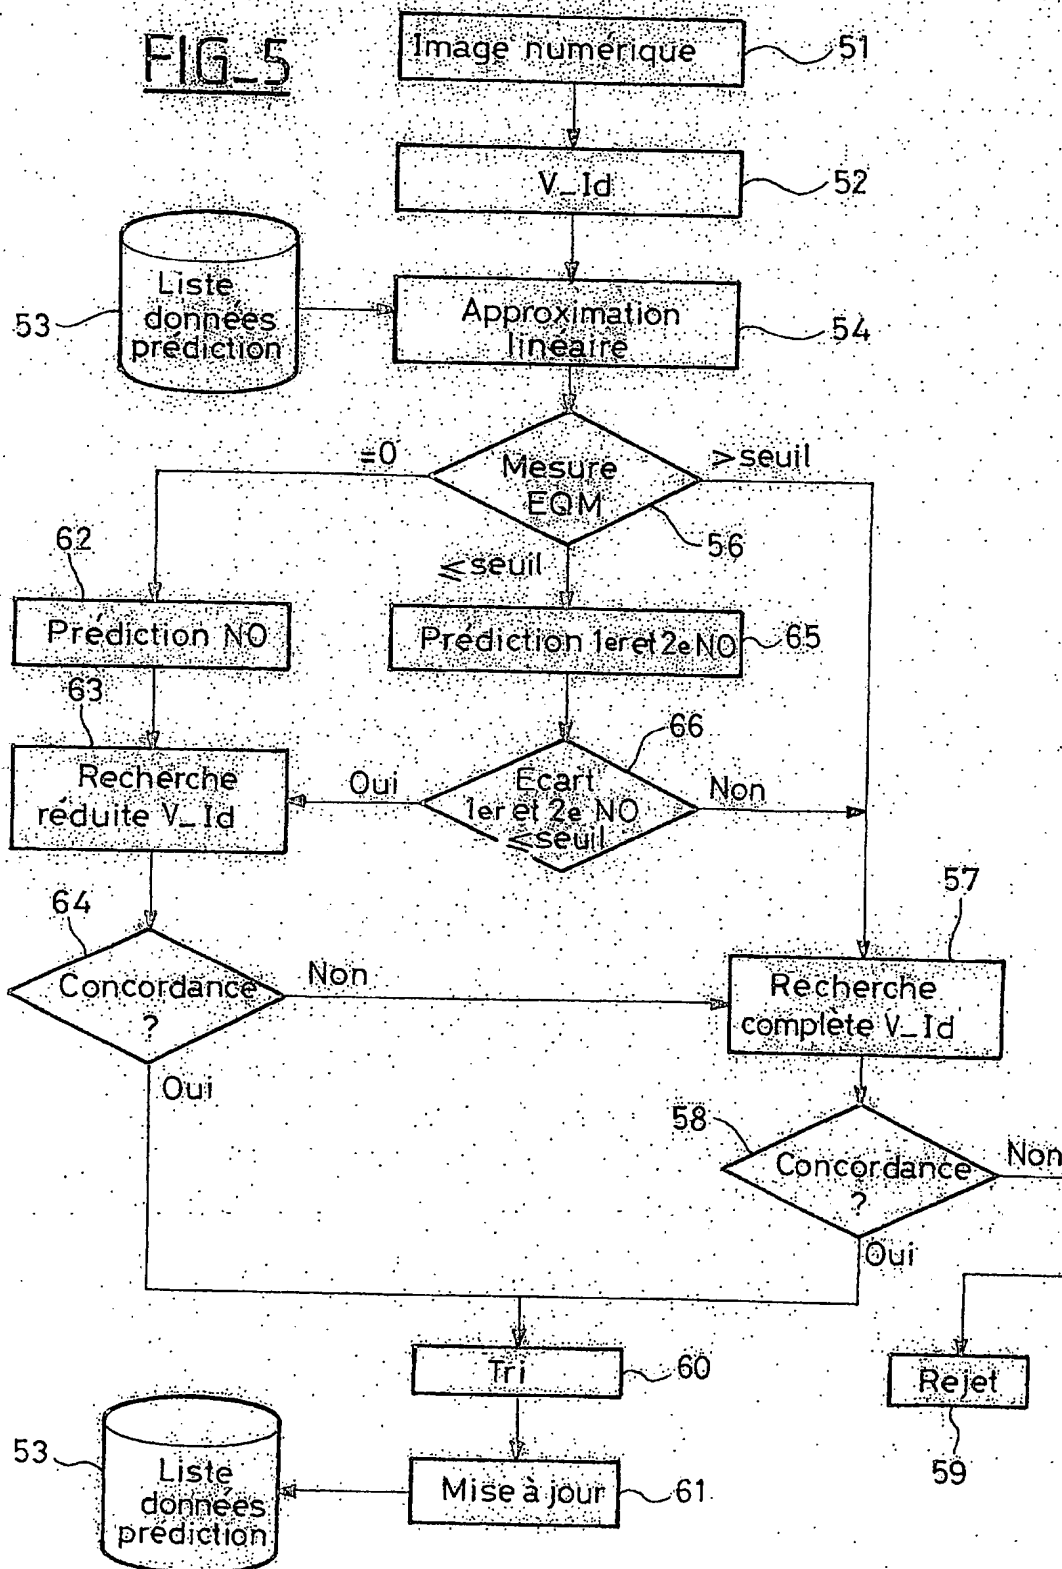 FIG_5
Image numérique
51
V_Id
52
Liste
données
prédiction
53
Approximation
linéaire
54
=0
Mesure
EQM
>seuil
56
⩽seuil
62
Prédiction NO
Prédiction 1er et 2e NO
65
63
Recherche
réduite V_Id
Oui
66
Ecart
1er et 2e NO
≤seuil
Non
64
Concordance
?
Non
Oui
57
Recherche
complète V_Id
58
Concordance
?
Non
Oui
Tri
60
Rejet
59
53
Liste
données
prédiction
Mise à jour
61